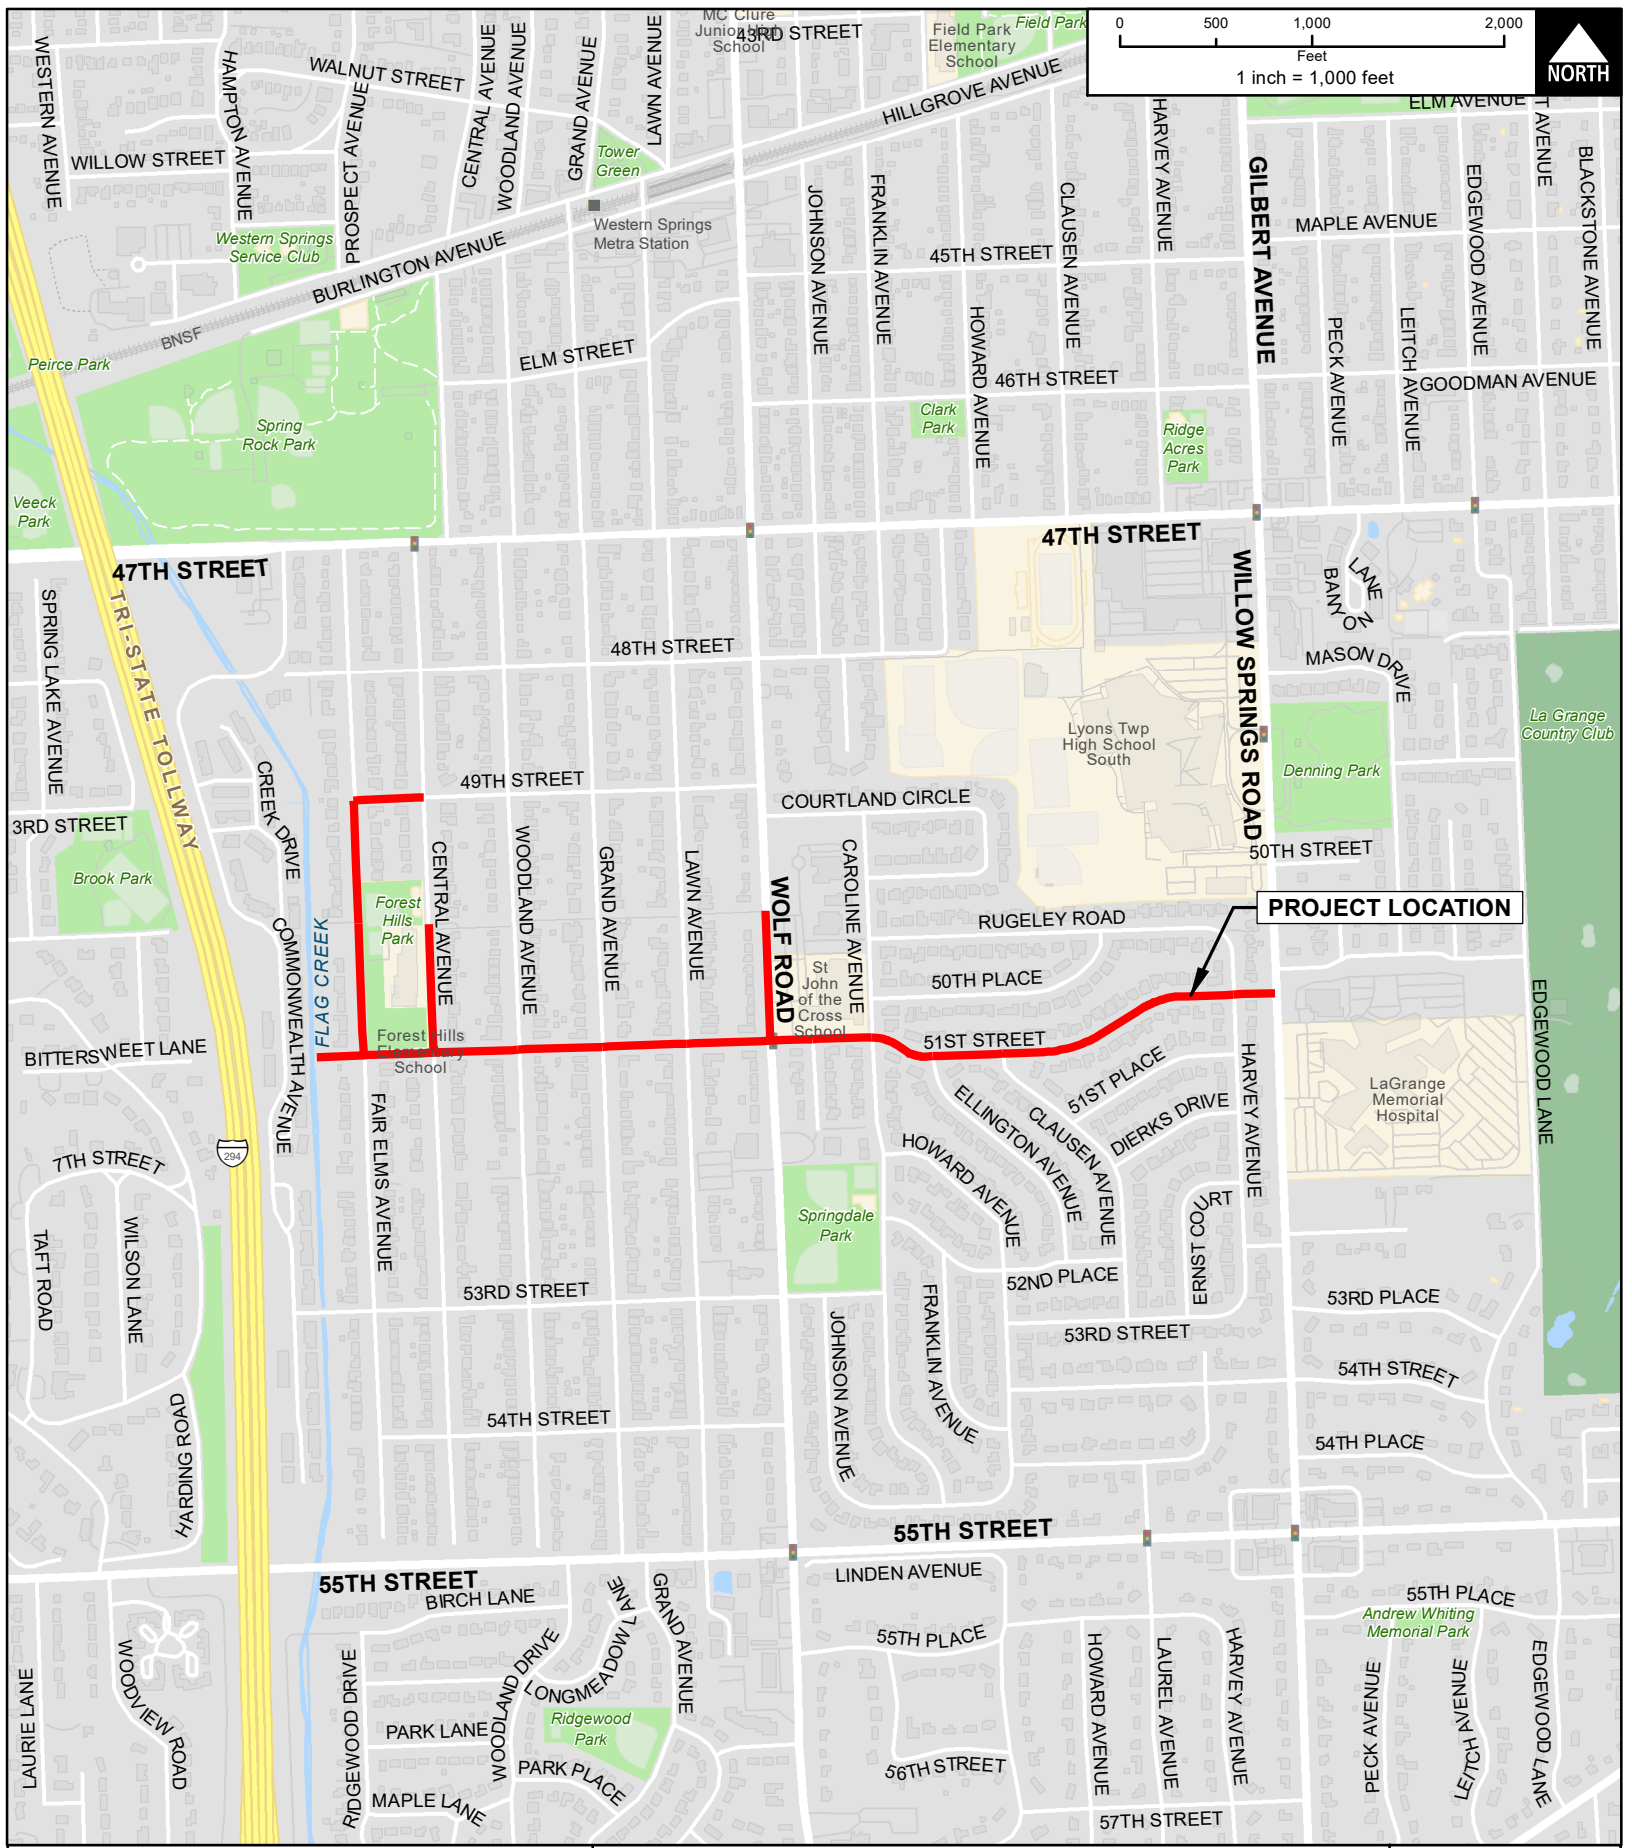 MC Clure
Junior High
School
43RD STREET
Field Park
Elementary
School
Field Park
0 500 1,000 2,000
Feet
1 inch = 1,000 feet
NORTH
WESTERN AVENUE
HAMPTON AVENUE
WALNUT STREET
PROSPECT AVENUE
CENTRAL AVENUE
WOODLAND AVENUE
GRAND AVENUE
LAWN AVENUE
HILLGROVE AVENUE
HARVEY AVENUE
ELM AVENUE
T AVENUE
WILLOW STREET
Tower
Green
Western Springs
Metra Station
Western Springs
Service Club
BURLINGTON AVENUE
BNSF
JOHNSON AVENUE
FRANKLIN AVENUE
CLAUSEN AVENUE
GILBERT AVENUE
MAPLE AVENUE
EDGEWOOD AVENUE
BLACKSTONE AVENUE
45TH STREET
HOWARD AVENUE
PECK AVENUE
LEITCH AVENUE
Peirce Park
ELM STREET
46TH STREET
GOODMAN AVENUE
Spring
Rock Park
Clark
Park
Ridge
Acres
Park
Veeck
Park
47TH STREET
47TH STREET
TRI-STATE TOLLWAY
SPRING LAKE AVENUE
48TH STREET
WILLOW SPRINGS ROAD
BANYON
LANE
MASON DRIVE
La Grange
Country Club
Lyons Twp
High School
South
Denning Park
CREEK DRIVE
49TH STREET
COURTLAND CIRCLE
3RD STREET
50TH STREET
Brook Park
CENTRAL AVENUE
WOODLAND AVENUE
GRAND AVENUE
LAWN AVENUE
WOLF ROAD
CAROLINE AVENUE
Forest
Hills
Park
PROJECT LOCATION
RUGELEY ROAD
COMMONWEALTH AVENUE
FLAG CREEK
50TH PLACE
St
John
of the
Cross
School
EDGEWOOD LANE
51ST STREET
BITTERSWEET LANE
Forest Hills
Elementary
School
51ST PLACE
HARVEY AVENUE
LaGrange
Memorial
Hospital
FAIR ELMS AVENUE
ELLINGTON AVENUE
CLAUSEN AVENUE
DIERKS DRIVE
HOWARD AVENUE
294
7TH STREET
ERNST COURT
TAFT ROAD
WILSON LANE
Springdale
Park
53RD STREET
52ND PLACE
53RD PLACE
JOHNSON AVENUE
FRANKLIN AVENUE
53RD STREET
54TH STREET
HARDING ROAD
54TH STREET
54TH PLACE
55TH STREET
55TH STREET
LINDEN AVENUE
BIRCH LANE
LONGMEADOW LANE
GRAND AVENUE
55TH PLACE
Andrew Whiting
Memorial Park
55TH PLACE
LAURIE LANE
WOODVIEW ROAD
RIDGEWOOD DRIVE
WOODLAND DRIVE
HOWARD AVENUE
LAUREL AVENUE
HARVEY AVENUE
PECK AVENUE
LEITCH AVENUE
EDGEWOOD LANE
PARK LANE
Ridgewood
Park
PARK PLACE
56TH STREET
MAPLE LANE
57TH STREET